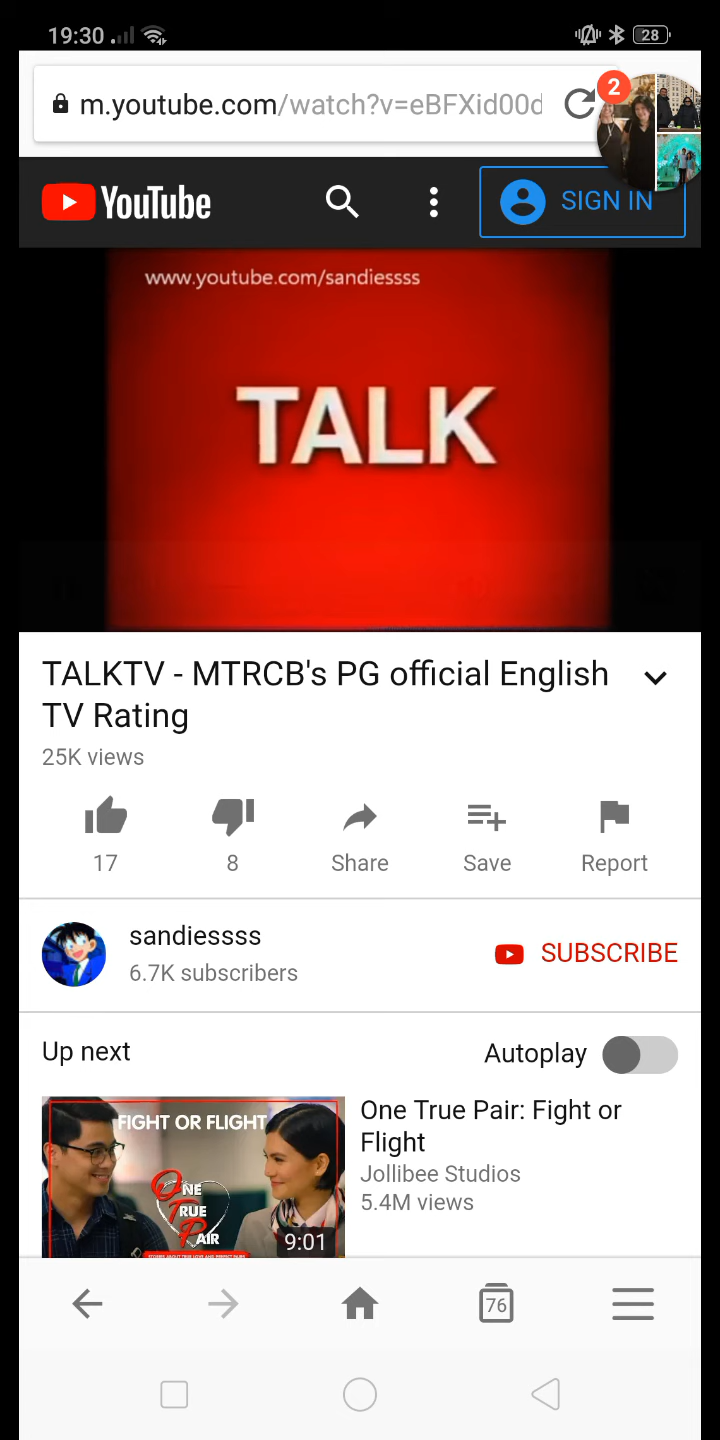 19:30
28
m.youtube.com/watch?v=eBFXid00d
2
YouTube
SIGN IN
www.youtube.com/sandiessss
TALK
TALKTV - MTRCB's PG official English
TV Rating
25K views
17
8
Share
Save
Report
sandiessss
6.7K subscribers
SUBSCRIBE
Up next
Autoplay
FIGHT OR FLIGHT
ONE
TRUE
PAIR
9:01
One True Pair: Fight or
Flight
Jollibee Studios
5.4M views
76